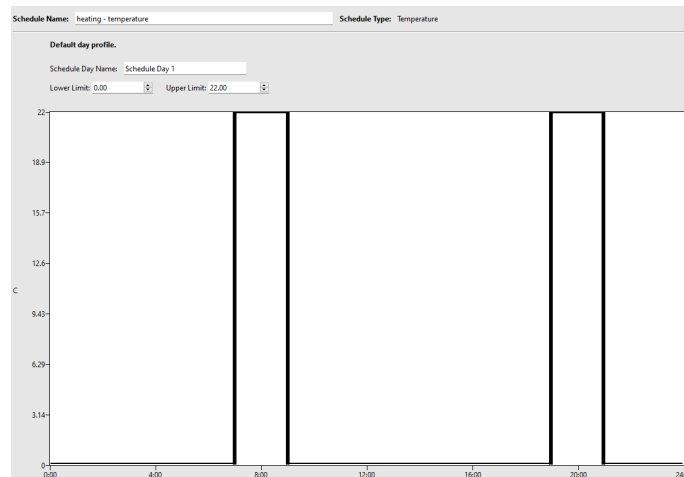 Schedule Name: heating - temperature Schedule Type: Temperature
Default day profile.
Schedule Day Name: Schedule Day 1
Lower Limit: 0.00 Upper Limit: 22.00
22
18.9
15.7
12.6
C
9.43
6.29
3.14
0
0:00 4:00 8:00 12:00 16:00 20:00